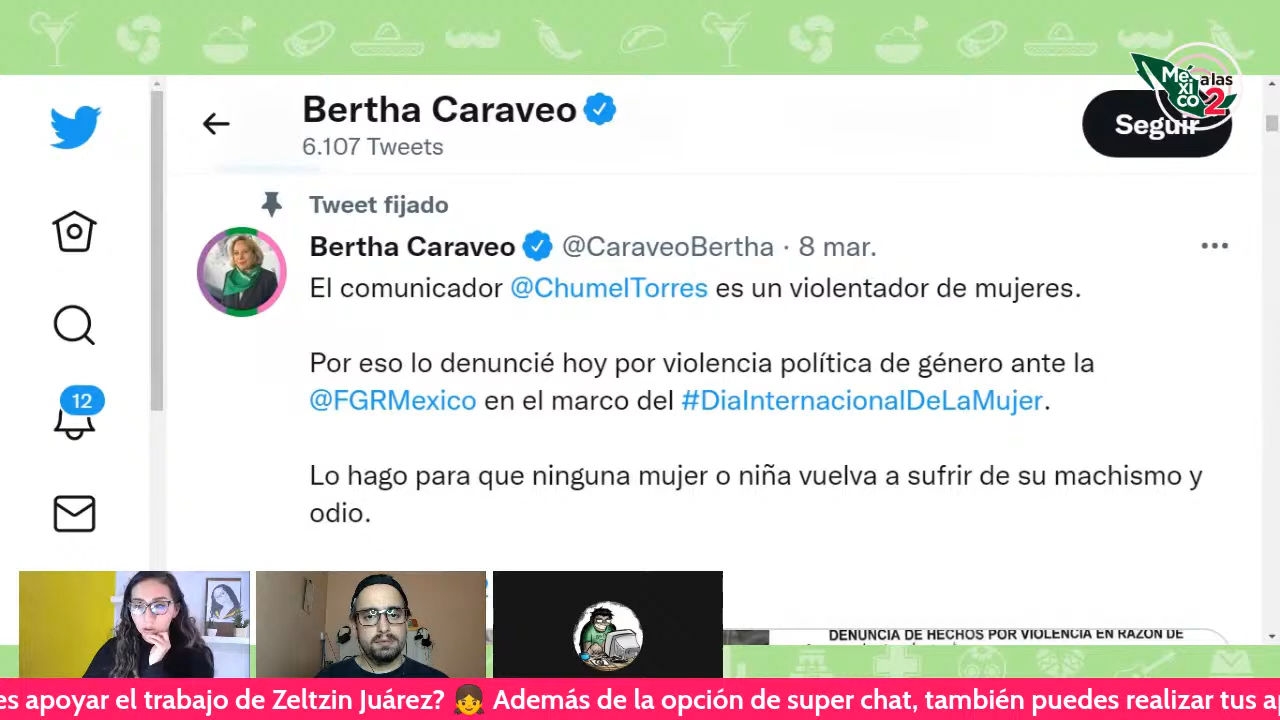 Bertha Caraveo
6.107 Tweets
Seguir
México a las 2
Tweet fijado
Bertha Caraveo @CaraveoBertha · 8 mar.
El comunicador @ChumelTorres es un violentador de mujeres.
Por eso lo denuncié hoy por violencia política de género ante la
@FGRMexico en el marco del #DiaInternacionalDeLaMujer.
12
Lo hago para que ninguna mujer o niña vuelva a sufrir de su machismo y
odio.
DENUNCIA DE HECHOS POR VIOLENCIA EN RAZÓN DE
es apoyar el trabajo de Zeltzin Juárez? 👧 Además de la opción de super chat, también puedes realizar tus a